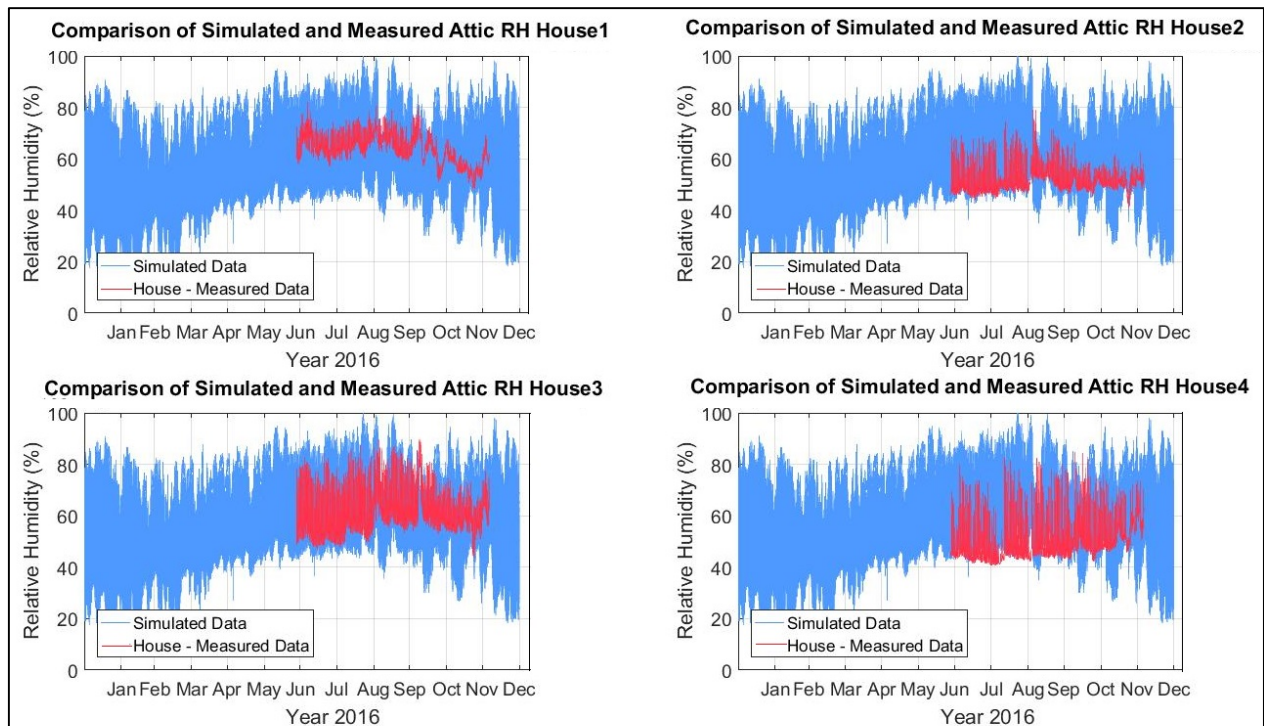 Comparison of Simulated and Measured Attic RH House1
Relative Humidity (%)
100
80
60
40
20
0
Simulated Data
House - Measured Data
Jan Feb Mar Apr May Jun Jul Aug Sep Oct Nov Dec
Year 2016
Comparison of Simulated and Measured Attic RH House2
Relative Humidity (%)
100
80
60
40
20
0
Simulated Data
House - Measured Data
Jan Feb Mar Apr May Jun Jul Aug Sep Oct Nov Dec
Year 2016
Comparison of Simulated and Measured Attic RH House3
Relative Humidity (%)
100
80
60
40
20
0
Simulated Data
House - Measured Data
Jan Feb Mar Apr May Jun Jul Aug Sep Oct Nov Dec
Year 2016
Comparison of Simulated and Measured Attic RH House4
Relative Humidity (%)
100
80
60
40
20
0
Simulated Data
House - Measured Data
Jan Feb Mar Apr May Jun Jul Aug Sep Oct Nov Dec
Year 2016